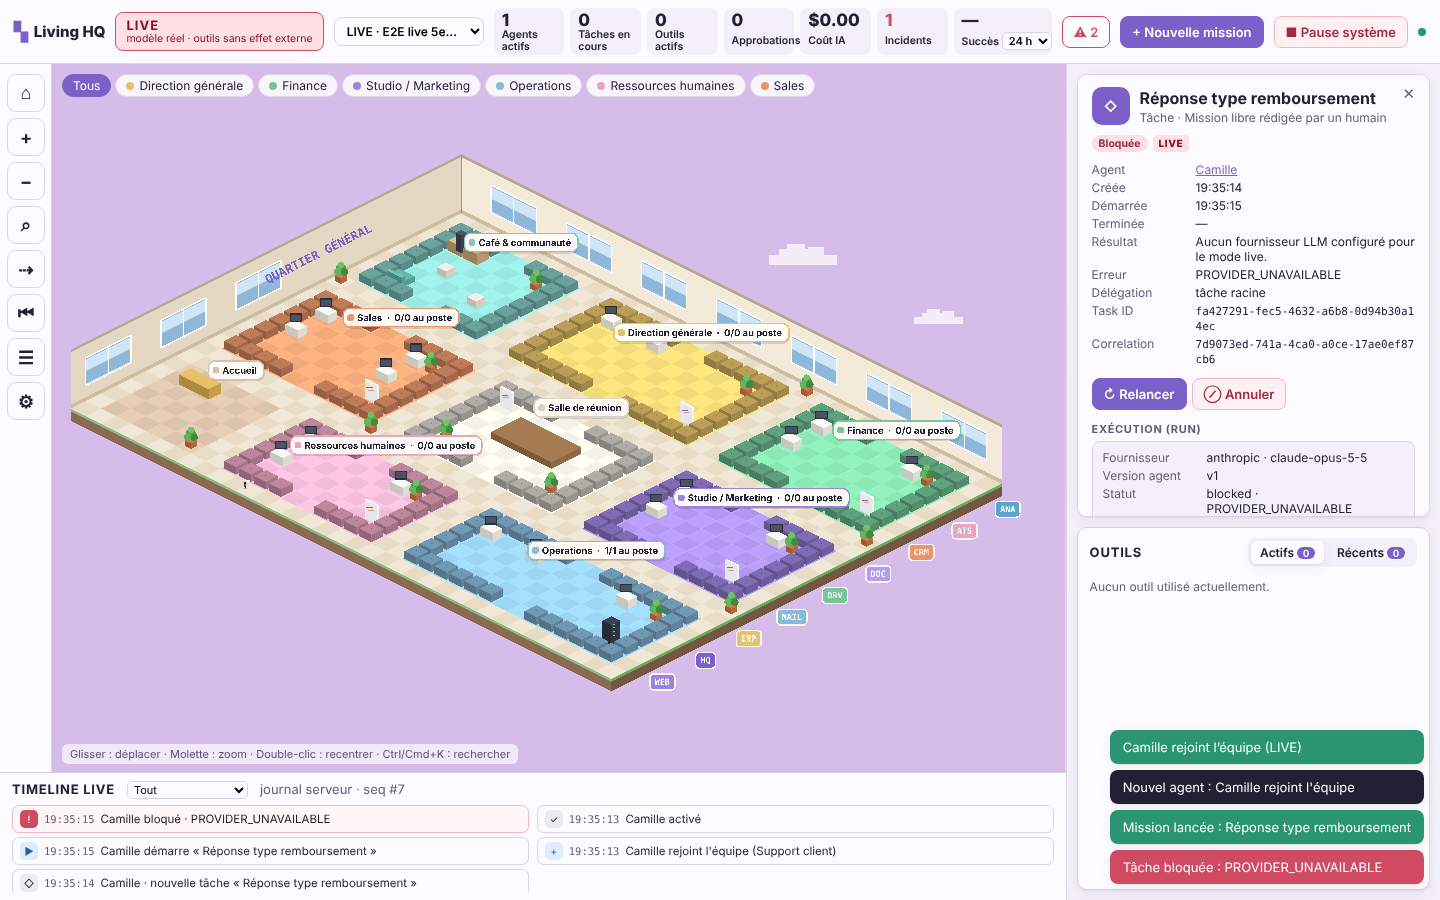 Living HQ
LIVE
modèle réel · outils sans effet externe
LIVE · E2E live 5e...
1
Agents
actifs
0
Tâches en
cours
0
Outils
actifs
0
Approbations
$0.00
Coût IA
1
Incidents
—
Succès
24 h
2
+ Nouvelle mission
Pause système
Tous
Direction générale
Finance
Studio / Marketing
Operations
Ressources humaines
Sales
QUARTIER GÉNÉRAL
Café & communauté
Sales · 0/0 au poste
Direction générale · 0/0 au poste
Accueil
Salle de réunion
Ressources humaines · 0/0 au poste
Finance · 0/0 au poste
Studio / Marketing · 0/0 au poste
Operations · 1/1 au poste
ANA
ATS
CRM
DOC
DRV
MAIL
ERP
HQ
WEB
Glisser : déplacer · Molette : zoom · Double-clic : recentrer · Ctrl/Cmd+K : rechercher
TIMELINE LIVE
Tout
journal serveur · seq #7
! 19:35:15 Camille bloqué · PROVIDER_UNAVAILABLE
19:35:13 Camille activé
19:35:15 Camille démarre « Réponse type remboursement »
19:35:13 Camille rejoint l'équipe (Support client)
19:35:14 Camille · nouvelle tâche « Réponse type remboursement »
Réponse type remboursement
Tâche · Mission libre rédigée par un humain
Bloquée
LIVE
Agent Camille
Créée 19:35:14
Démarrée 19:35:15
Terminée —
Résultat Aucun fournisseur LLM configuré pour
le mode live.
Erreur PROVIDER_UNAVAILABLE
Délégation tâche racine
Task ID fa427291-fec5-4632-a6b8-0d94b30a1
4ec
Correlation 7d9073ed-741a-4ca0-a0ce-17ae0ef87
cb6
Relancer
Annuler
EXÉCUTION (RUN)
Fournisseur anthropic · claude-opus-5-5
Version agent v1
Statut blocked ·
PROVIDER_UNAVAILABLE
OUTILS
Actifs 0
Récents 0
Aucun outil utilisé actuellement.
Camille rejoint l'équipe (LIVE)
Nouvel agent : Camille rejoint l'équipe
Mission lancée : Réponse type remboursement
Tâche bloquée : PROVIDER_UNAVAILABLE